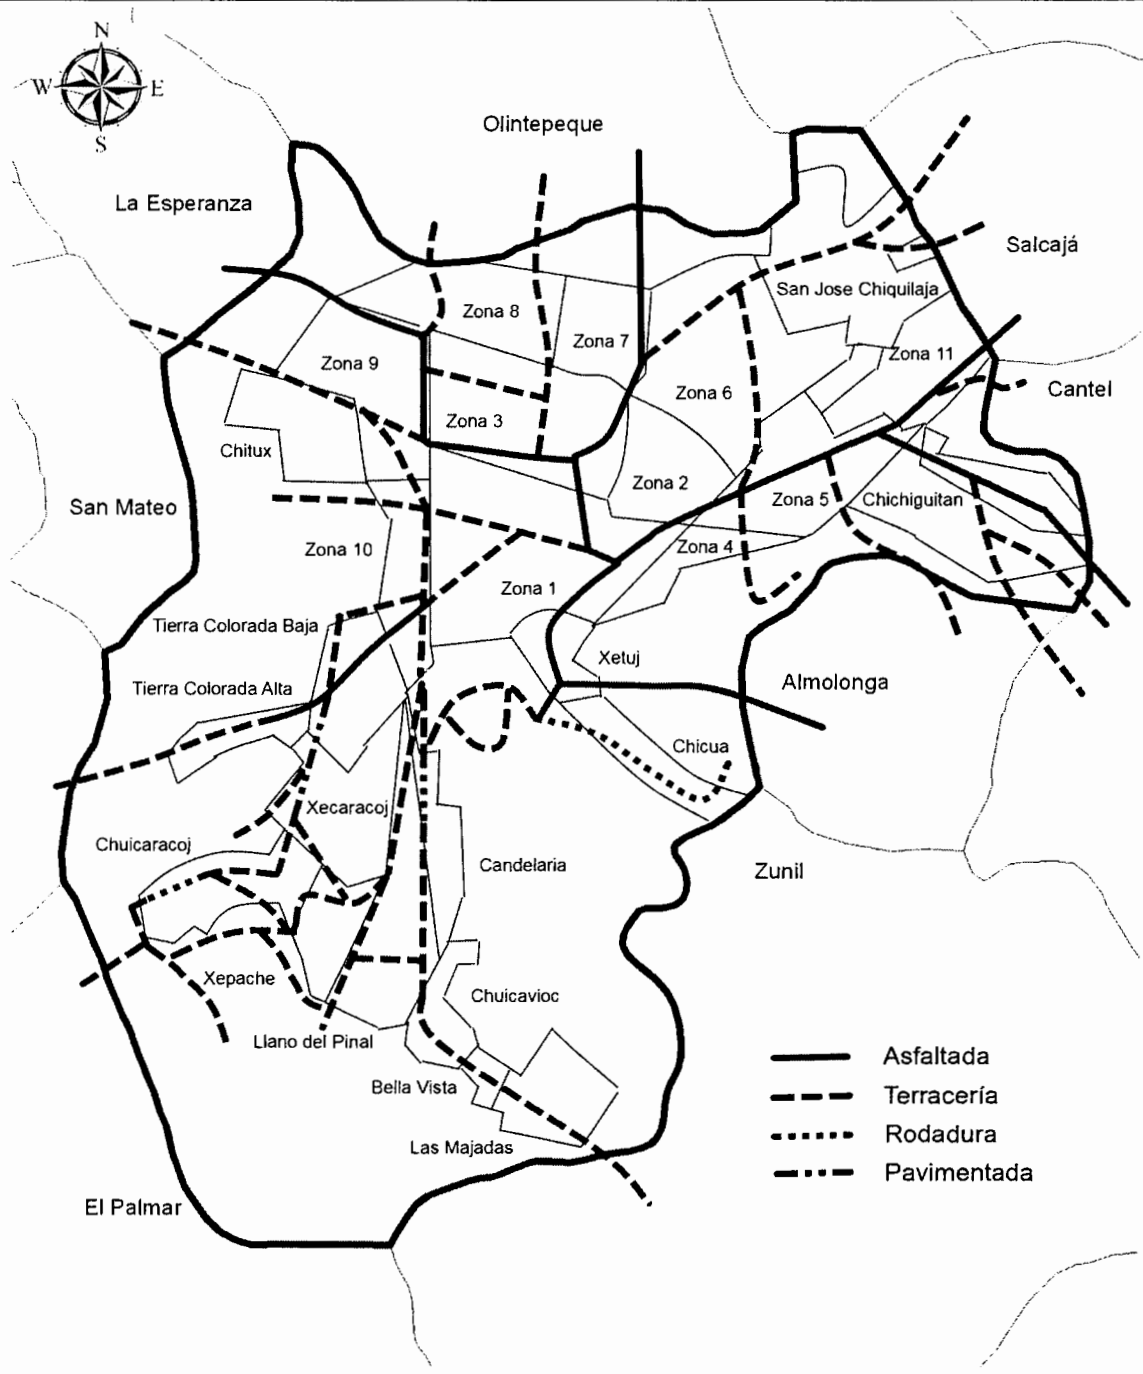 N
W E
S
Olintepeque
La Esperanza
Salcajá
San Jose Chiquilaja
Zona 8
Zona 7
Zona 11
Zona 9
Cantel
Zona 6
Zona 3
Chitux
Zona 2
San Mateo
Zona 5
Chichiguitan
Zona 10
Zona 4
Zona 1
Tierra Colorada Baja
Xetuj
Tierra Colorada Alta
Almolonga
Chicua
Xecaracoj
Chuicaracoj
Candelaria
Zunil
Xepache
Chuicavioc
Llano del Pinal
Bella Vista
Las Majadas
El Palmar
Asfaltada
Terracería
Rodadura
Pavimentada